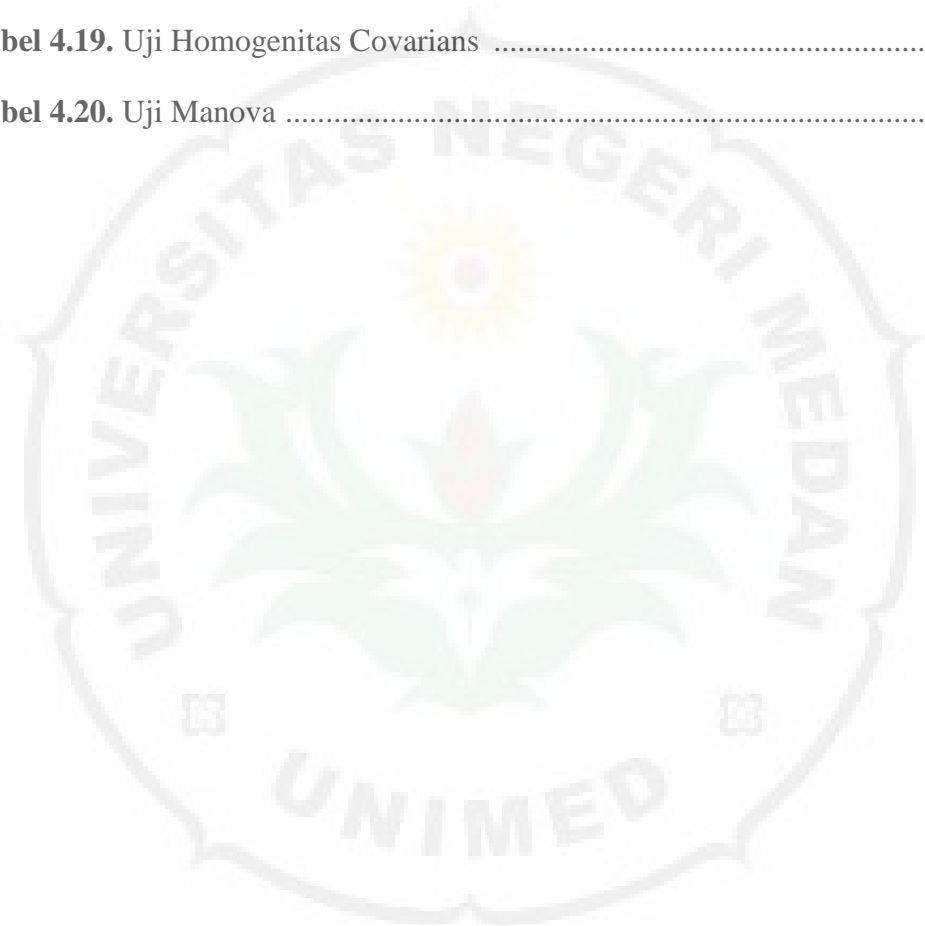 bel 4.19. Uji Homogenitas Covarians ........................................................
bel 4.20. Uji Manova ................................................................................
UNIVERSITAS NEGERI MEDAN
UNIMED